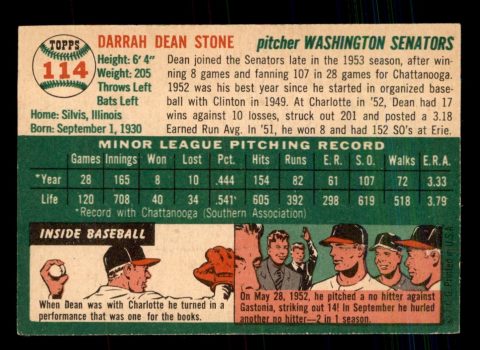 TOPPS
114
DARRAH DEAN STONE pitcher WASHINGTON SENATORS
Height: 6' 4"
Weight: 205
Throws Left
Bats Left
Home: Silvis, Illinois
Born: September 1, 1930
Dean joined the Senators late in the 1953 season, after win-
ning 8 games and fanning 107 in 28 games for Chattanooga.
1952 was his best year since he started in organized base-
ball with Clinton in 1949. At Charlotte in '52, Dean had 17
wins against 10 losses, struck out 201 and posted a 3.18
Earned Run Avg. In '51, he won 8 and had 152 SO's at Erie.
MINOR LEAGUE PITCHING RECORD
Games Innings Won Lost Pct. Hits Runs E.R. S.O. Walks E.R.A.
*Year 28 165 8 10 .444 154 82 61 107 72 3.33
Life 120 708 40 34 .541 605 392 298 619 518 3.79
*Record with Chattanooga (Southern Association)
INSIDE BASEBALL
When Dean was with Charlotte he turned in a
performance that was one for the books.
On May 28, 1952, he pitched a no hitter against
Gastonia, striking out 14! In September he hurled
another no hitter—2 in 1 season.